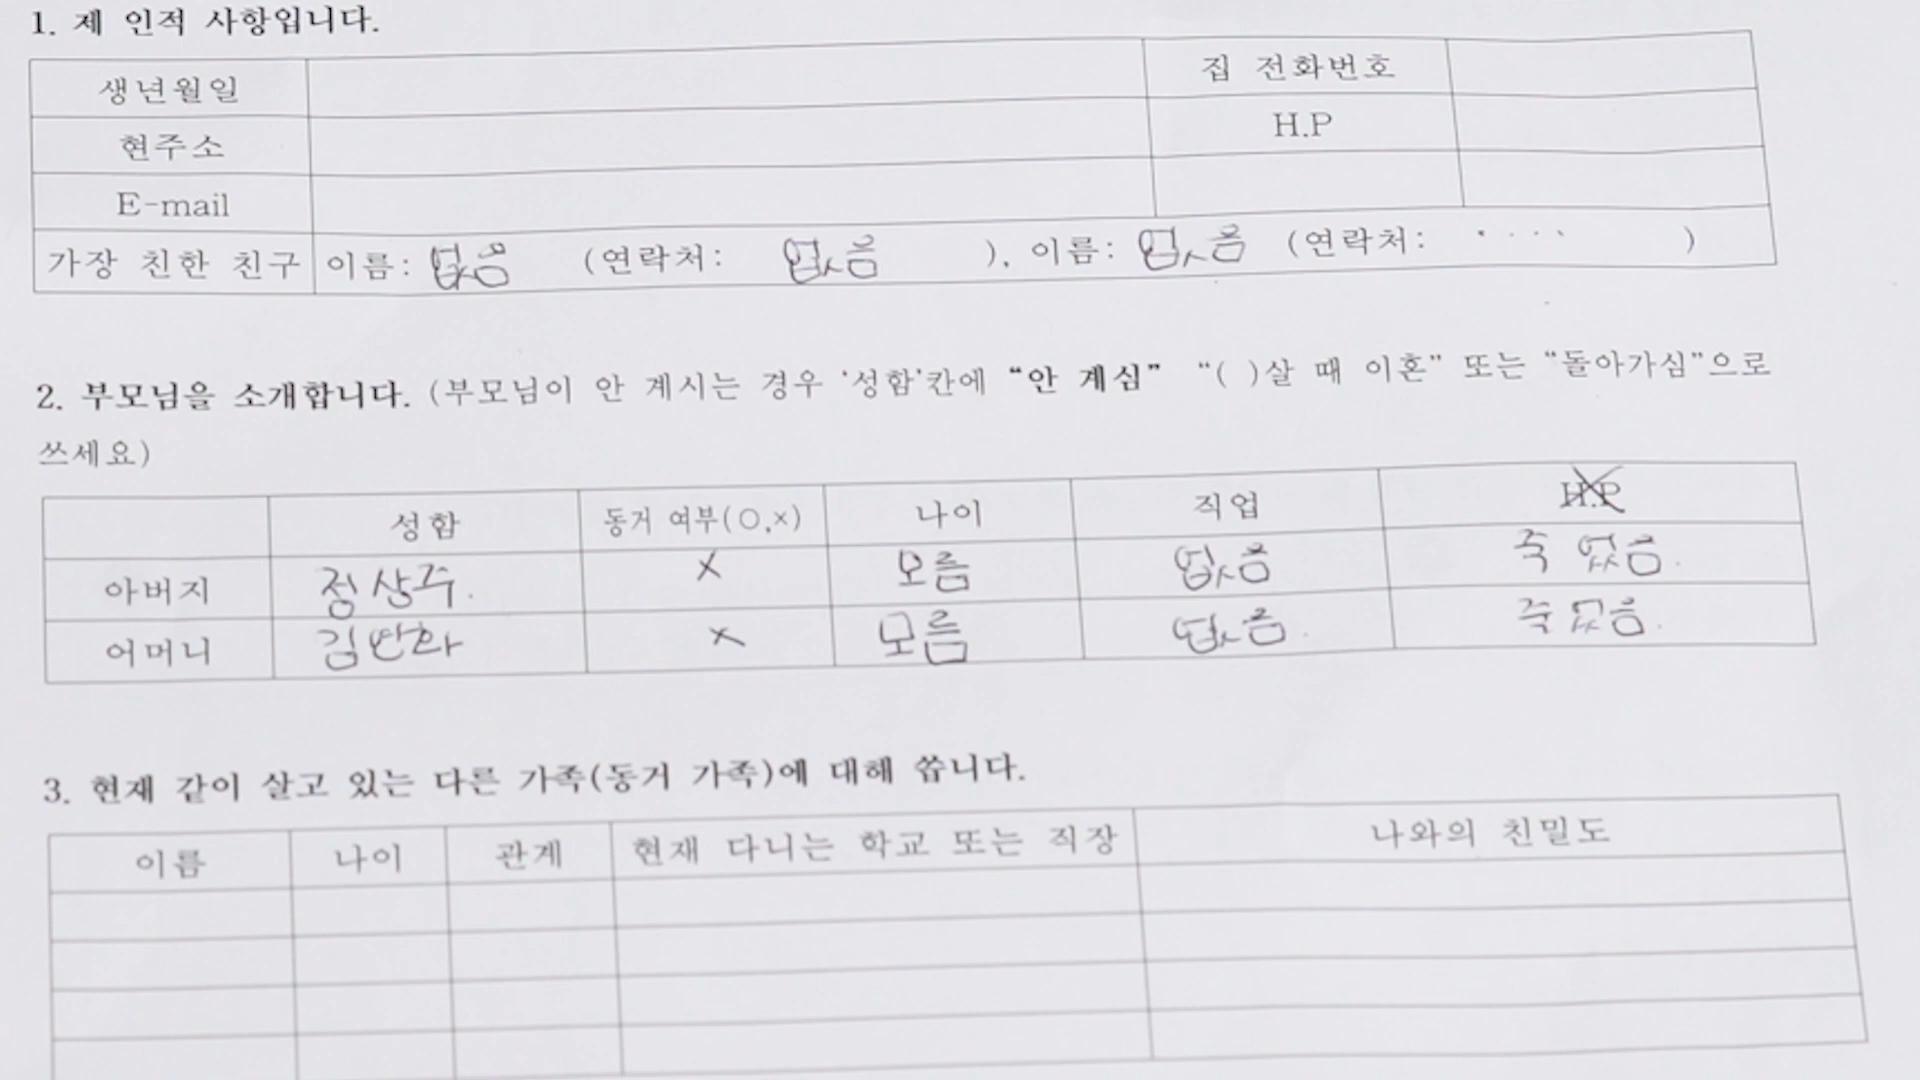 1. 제 인적 사항입니다.
생년월일 집 전화번호
현주소 H.P
E-mail
가장 친한 친구 이름: 없음 (연락처: 없음 ), 이름: 없음 (연락처: ···· )
2. 부모님을 소개합니다. (부모님이 안 계시는 경우 '성함'칸에 "안 계심" "( )살 때 이혼" 또는 "돌아가심"으로
쓰세요)
성함 동거 여부(○,×) 나이 직업 H.P
아버지 정상주. × 모름 없음 죽었음.
어머니 × 모름 없음. 죽었음.
3. 현재 같이 살고 있는 다른 가족(동거 가족)에 대해 씁니다.
이름 나이 관계 현재 다니는 학교 또는 직장 나와의 친밀도